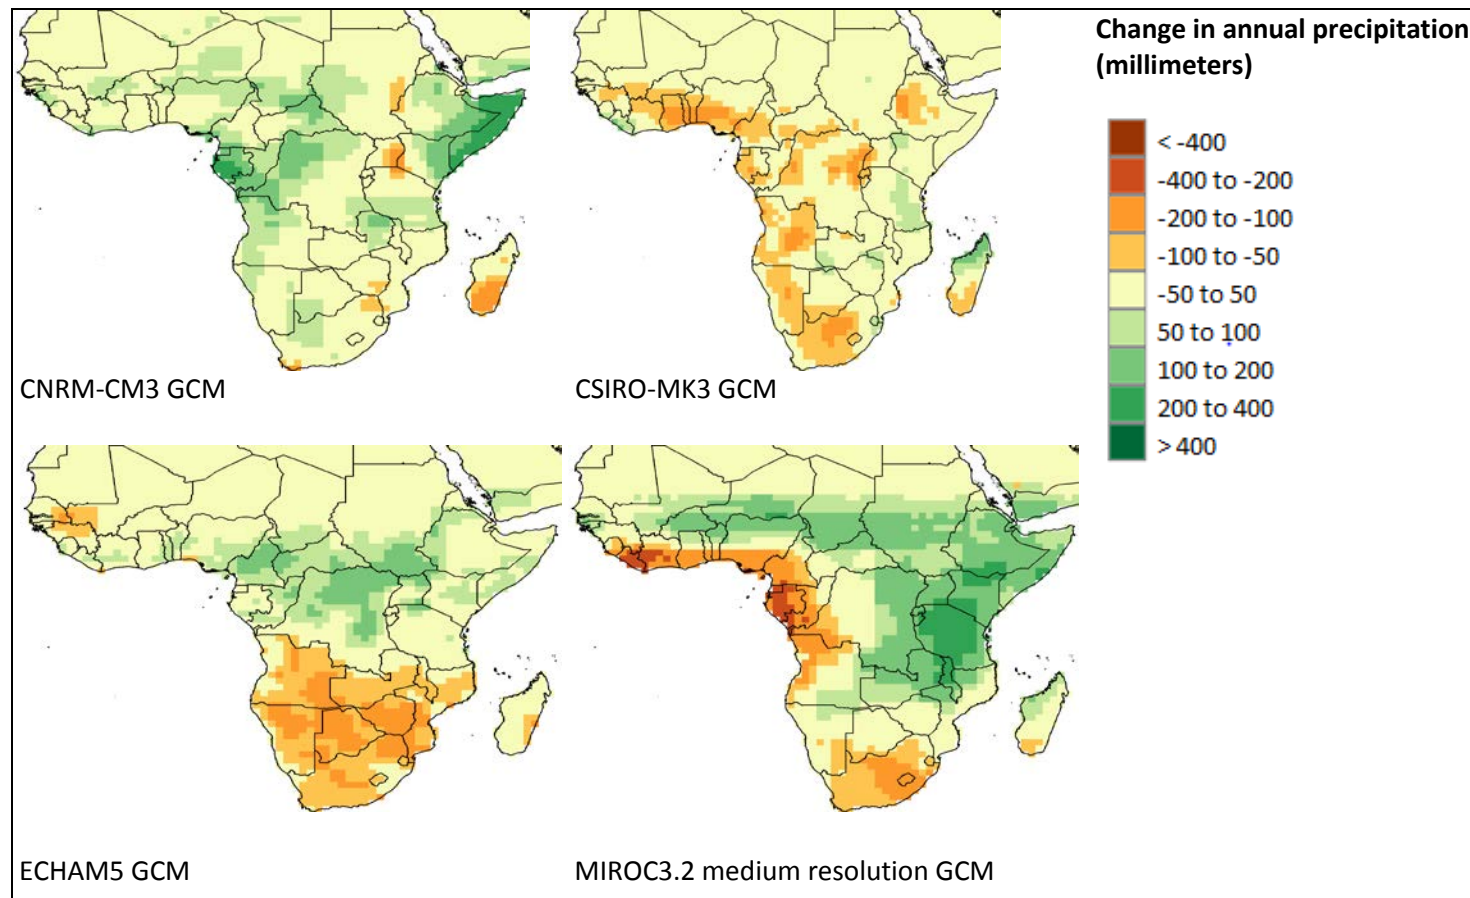 Change in annual precipitation
(millimeters)
< -400
-400 to -200
-200 to -100
-100 to -50
-50 to 50
50 to 100
100 to 200
200 to 400
> 400
CNRM-CM3 GCM
CSIRO-MK3 GCM
ECHAM5 GCM
MIROC3.2 medium resolution GCM